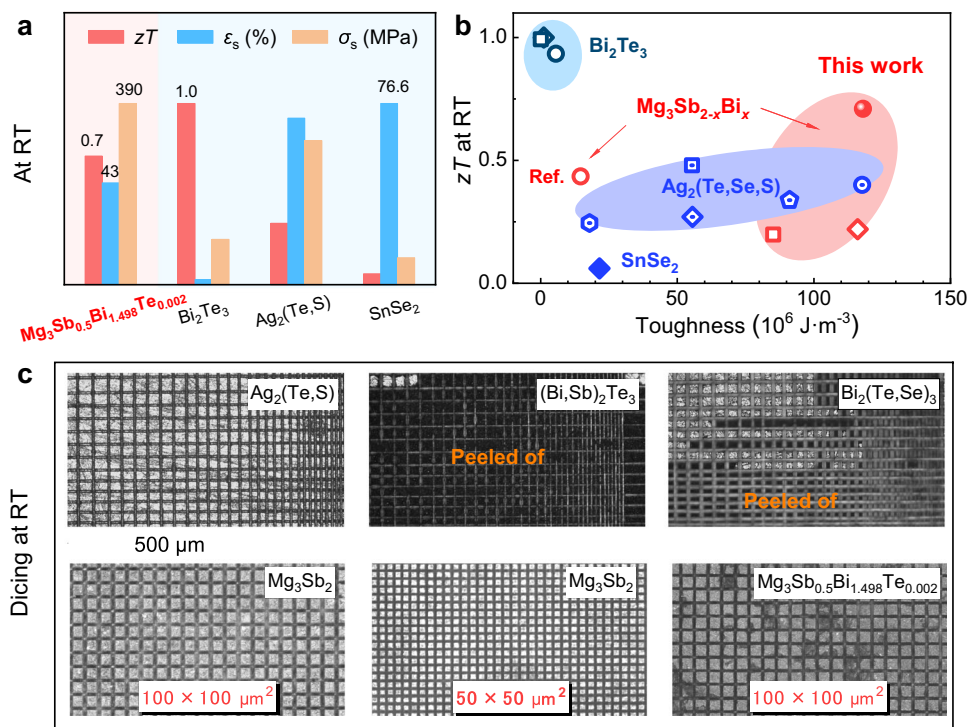 a
zT
εs (%)
σs (MPa)
At RT
0.7
43
390
1.0
76.6
Mg3Sb0.5Bi1.498Te0.002
Bi2Te3
Ag2(Te,S)
SnSe2
b
zT at RT
1.0
0.5
0.0
0
50
100
150
Toughness (10⁶ J·m⁻³)
Bi2Te3
This work
Mg3Sb2-xBix
Ref.
Ag2(Te,Se,S)
SnSe2
c
Dicing at RT
Ag2(Te,S)
(Bi,Sb)2Te3
Peeled of
Bi2(Te,Se)3
Peeled of
500 μm
Mg3Sb2
100 × 100 μm²
Mg3Sb2
50 × 50 μm²
Mg3Sb0.5Bi1.498Te0.002
100 × 100 μm²